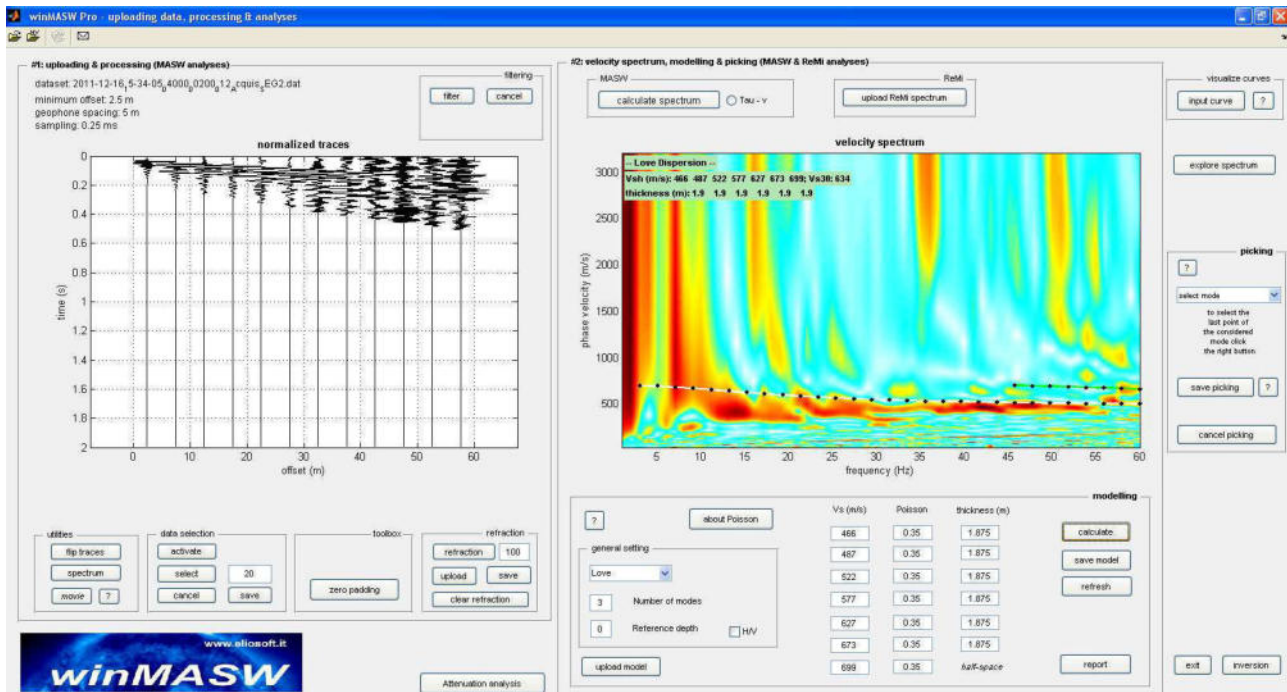 winMASW Pro - uploading data, processing & analyses
#1: uploading & processing (MASW analyses)
minimum offset: 2.5 m
geophone spacing: 5 m
sampling: 0.25 ms
filtering
filter
cancel
normalized traces
0
0.2
0.4
0.6
0.8
1
1.2
1.4
1.6
1.8
2
time (s)
0 10 20 30 40 50 60
offset (m)
utilities
flip traces
spectrum
movie
?
data selection
activate
select
20
cancel
save
toolbox
zero padding
refraction
refraction
100
upload
save
clear refraction
www.eliosoft.it
winMASW
Attenuation analysis
#2: velocity spectrum, modelling & picking (MASW & ReMi analyses)
MASW
calculate spectrum
Tau - v
ReMi
upload ReMi spectrum
velocity spectrum
-- Love Dispersion --
Vsh (m/s): 466 487 522 577 627 673 699; Vs30: 634
thickness (m): 1.9 1.9 1.9 1.9 1.9 1.9
3000
2500
2000
1500
1000
500
phase velocity (m/s)
5 10 15 20 25 30 35 40 45 50 55 60
frequency (Hz)
modelling
?
about Poisson
general setting
Love
3 Number of modes
0 Reference depth
H/V
upload model
Vs (m/s) Poisson thickness (m)
466 0.35 1.875
487 0.35 1.875
522 0.35 1.875
577 0.35 1.875
627 0.35 1.875
673 0.35 1.875
699 0.35 half-space
calculate
save model
refresh
report
visualize curves
input curve
?
explore spectrum
picking
?
select mode
to select the
last point of
the considered
mode click
the right button
save picking
?
cancel picking
exit
inversion